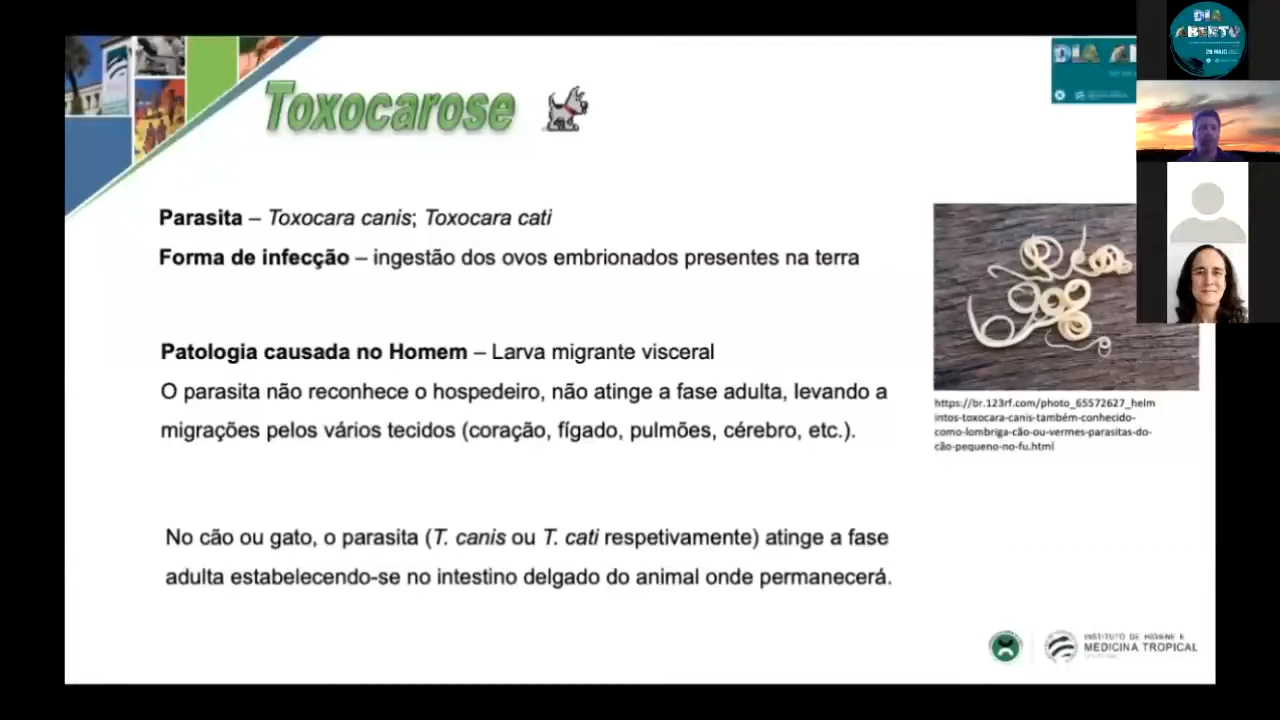 DIA ABERTO
28 MAIO
DIA A
Toxocarose
Parasita – Toxocara canis; Toxocara cati
Forma de infecção – ingestão dos ovos embrionados presentes na terra
Patologia causada no Homem – Larva migrante visceral
O parasita não reconhece o hospedeiro, não atinge a fase adulta, levando a
migrações pelos vários tecidos (coração, fígado, pulmões, cérebro, etc.).
https://br.123rf.com/photo_65572627_helm
intos-toxocara-canis-também-conhecido-
como-lombriga-cão-ou-vermes-parasitas-do-
cão-pequeno-no-fu.html
No cão ou gato, o parasita (T. canis ou T. cati respetivamente) atinge a fase
adulta estabelecendo-se no intestino delgado do animal onde permanecerá.
INSTITUTO DE HIGIENE E
MEDICINA TROPICAL